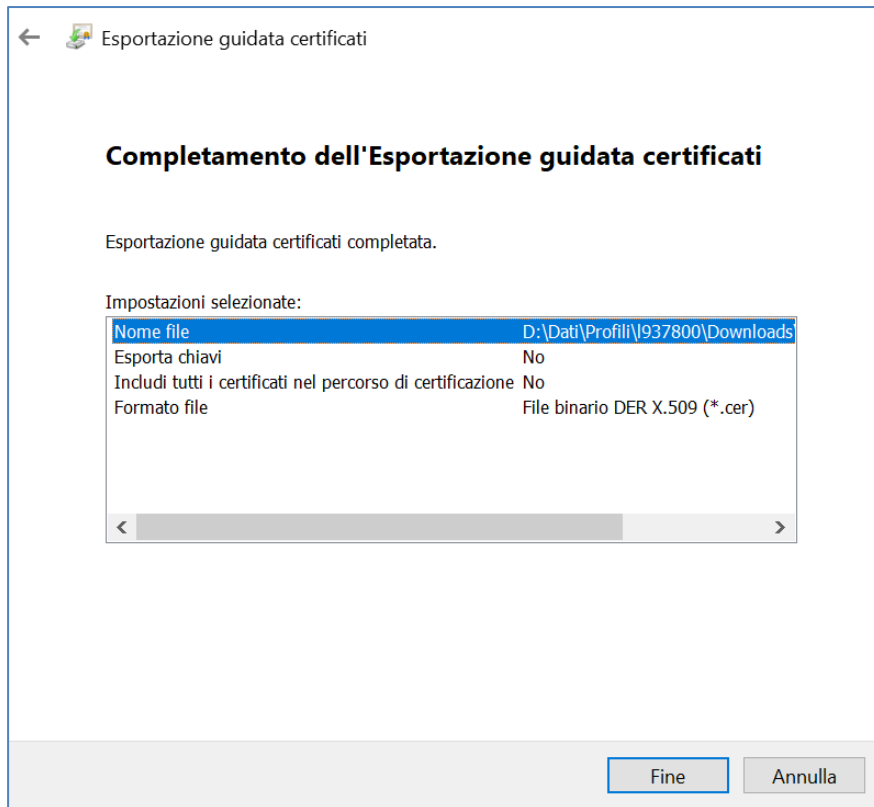 Esportazione guidata certificati
Completamento dell'Esportazione guidata certificati
Esportazione guidata certificati completata.
Impostazioni selezionate:
Nome file D:\Dati\Profili\l937800\Downloads\
Esporta chiavi No
Includi tutti i certificati nel percorso di certificazione No
Formato file File binario DER X.509 (*.cer)
Fine Annulla